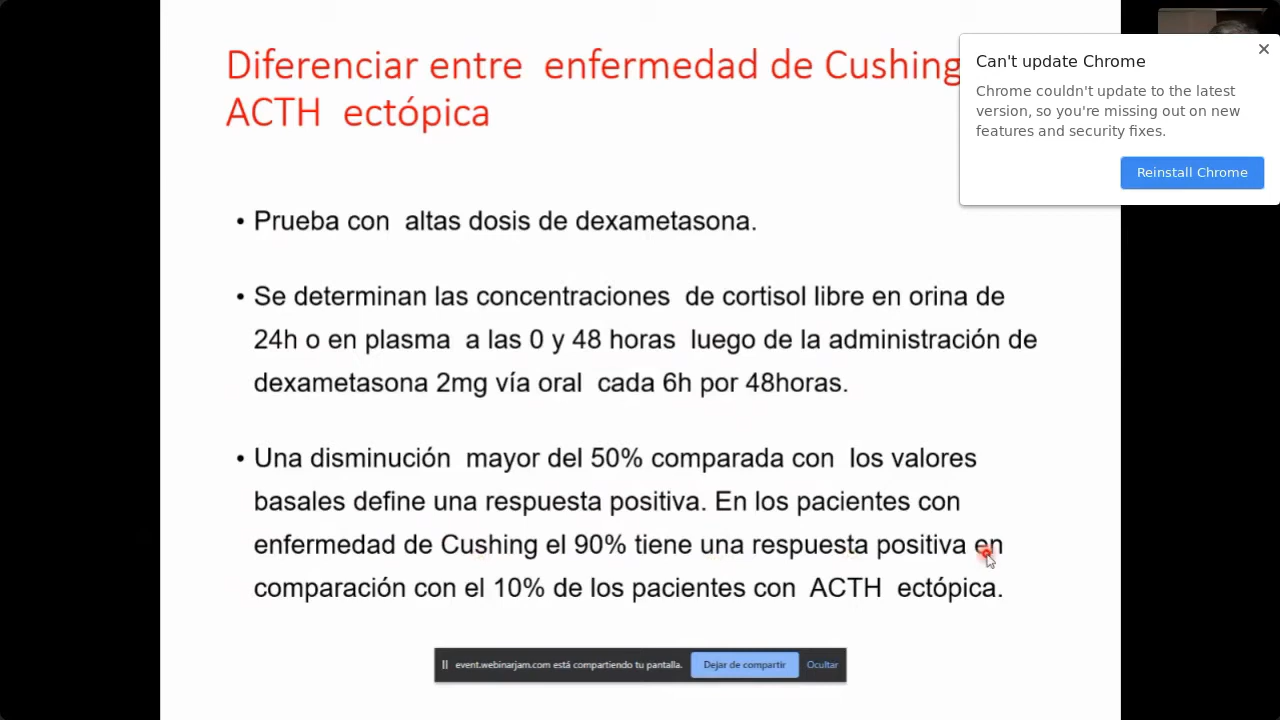 Diferenciar entre enfermedad de Cushing
ACTH ectópica
Can't update Chrome
Chrome couldn't update to the latest
version, so you're missing out on new
features and security fixes.
Reinstall Chrome
• Prueba con altas dosis de dexametasona.
• Se determinan las concentraciones de cortisol libre en orina de
24h o en plasma a las 0 y 48 horas luego de la administración de
dexametasona 2mg vía oral cada 6h por 48horas.
• Una disminución mayor del 50% comparada con los valores
basales define una respuesta positiva. En los pacientes con
enfermedad de Cushing el 90% tiene una respuesta positiva en
comparación con el 10% de los pacientes con ACTH ectópica.
event.webinarjam.com está compartiendo tu pantalla. Dejar de compartir Ocultar